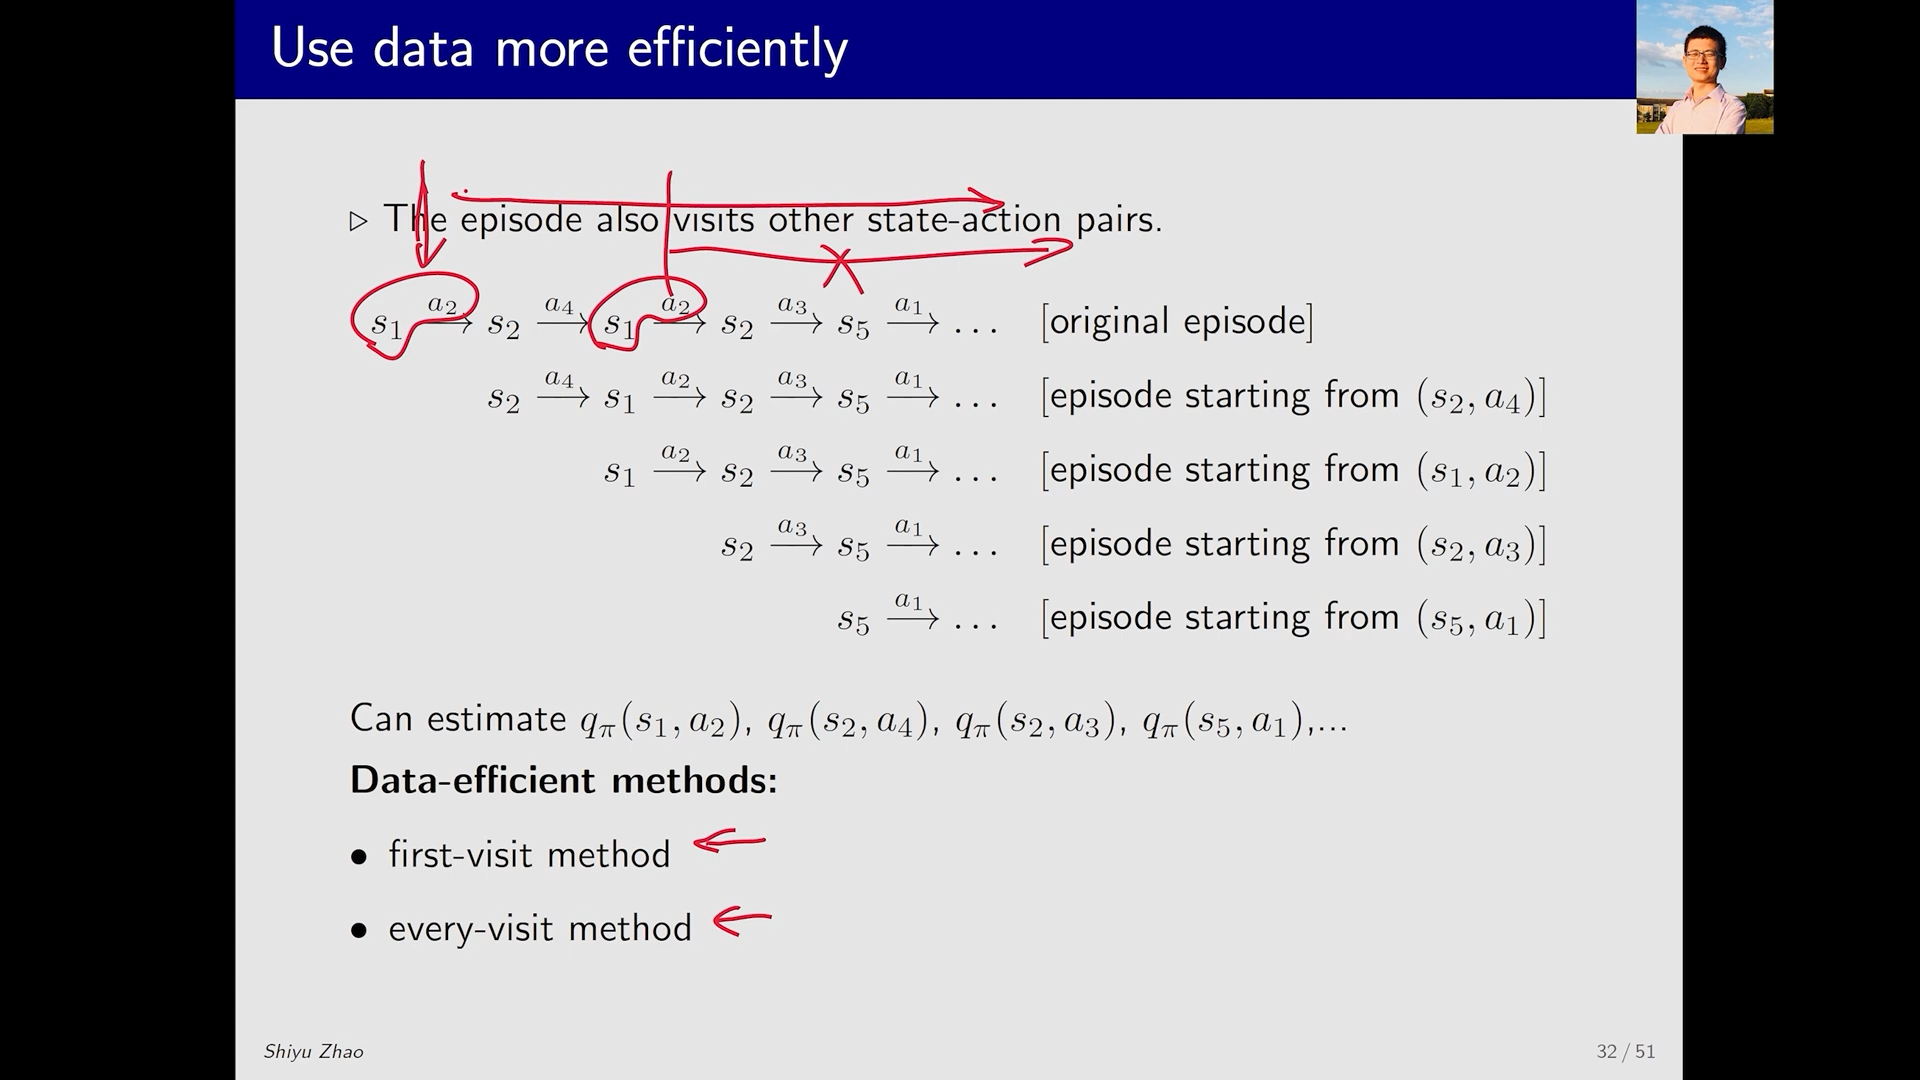 Use data more efficiently
▷ The episode also visits other state-action pairs.
s₁ —a₂→ s₂ —a₄→ s₁ —a₂→ s₂ —a₃→ s₅ —a₁→ ... [original episode]
s₂ —a₄→ s₁ —a₂→ s₂ —a₃→ s₅ —a₁→ ... [episode starting from (s₂, a₄)]
s₁ —a₂→ s₂ —a₃→ s₅ —a₁→ ... [episode starting from (s₁, a₂)]
s₂ —a₃→ s₅ —a₁→ ... [episode starting from (s₂, a₃)]
s₅ —a₁→ ... [episode starting from (s₅, a₁)]
Can estimate qπ(s₁, a₂), qπ(s₂, a₄), qπ(s₂, a₃), qπ(s₅, a₁),...
Data-efficient methods:
• first-visit method
• every-visit method
Shiyu Zhao
32 / 51